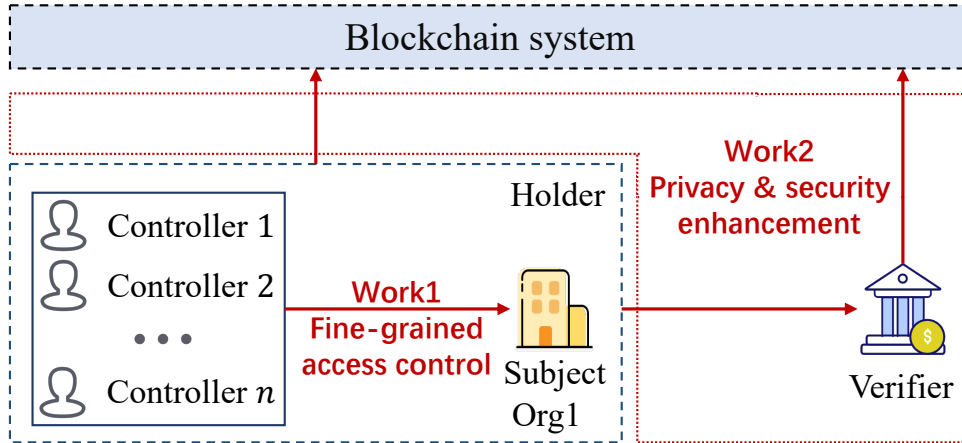 Blockchain system
Work2
Privacy & security
enhancement
Holder
Controller 1
Controller 2
Controller n
Work1
Fine-grained
access control
Subject
Org1
$
Verifier